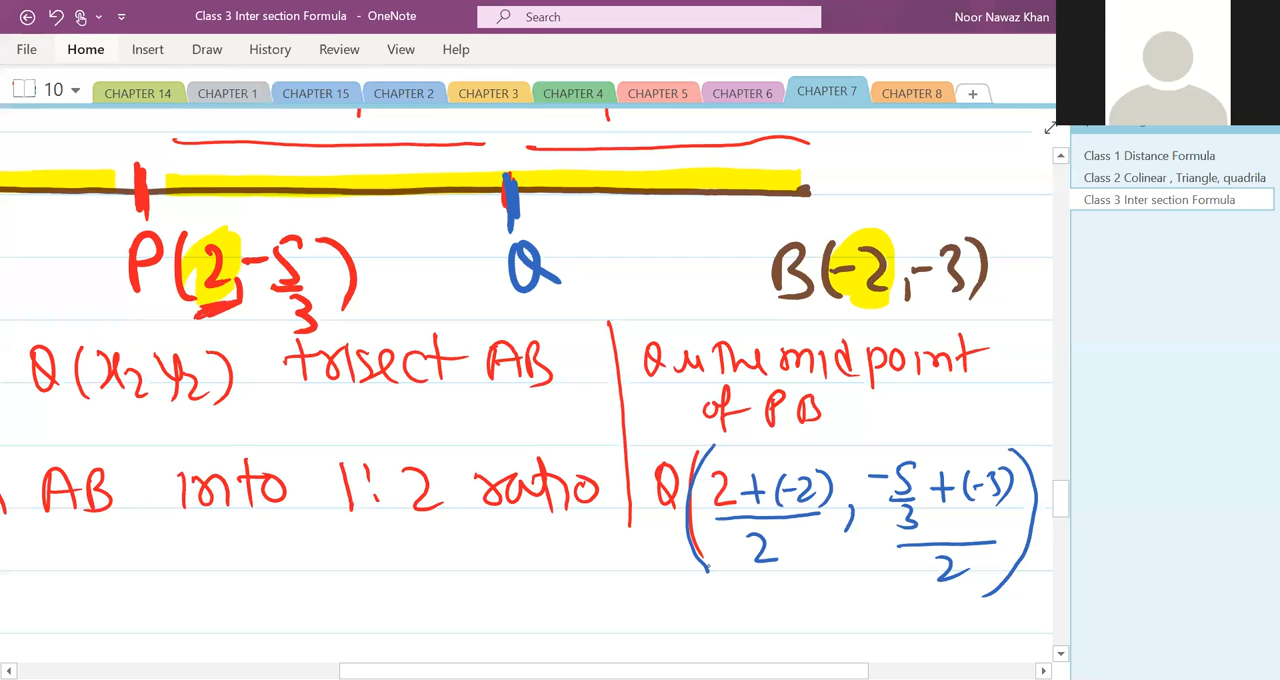 Class 3 Inter section Formula - OneNote
Search
Noor Nawaz Khan
File Home Insert Draw History Review View Help
10
CHAPTER 14 CHAPTER 1 CHAPTER 15 CHAPTER 2 CHAPTER 3 CHAPTER 4 CHAPTER 5 CHAPTER 6 CHAPTER 7 CHAPTER 8 +
Class 1 Distance Formula
Class 2 Colinear , Triangle, quadrila
Class 3 Inter section Formula
P(2, -5/3) Q B(-2, -3)
Q(x2 y2) trisect AB
AB into 1:2 ratio
Q is the midpoint
of PB
Q((2+(-2))/2, (-5/3+(-3))/2)